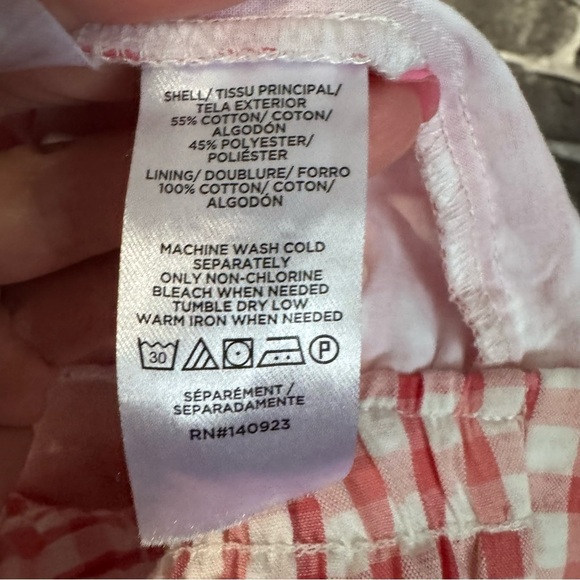 SHELL/ TISSU PRINCIPAL/
TELA EXTERIOR
55% COTTON/ COTON/
ALGODÓN
45% POLYESTER/
POLIÉSTER
LINING/ DOUBLURE/ FORRO
100% COTTON/ COTON/
ALGODÓN
MACHINE WASH COLD
SEPARATELY
ONLY NON-CHLORINE
BLEACH WHEN NEEDED
TUMBLE DRY LOW
WARM IRON WHEN NEEDED
30 P
SÉPARÉMENT /
SEPARADAMENTE
RN#140923